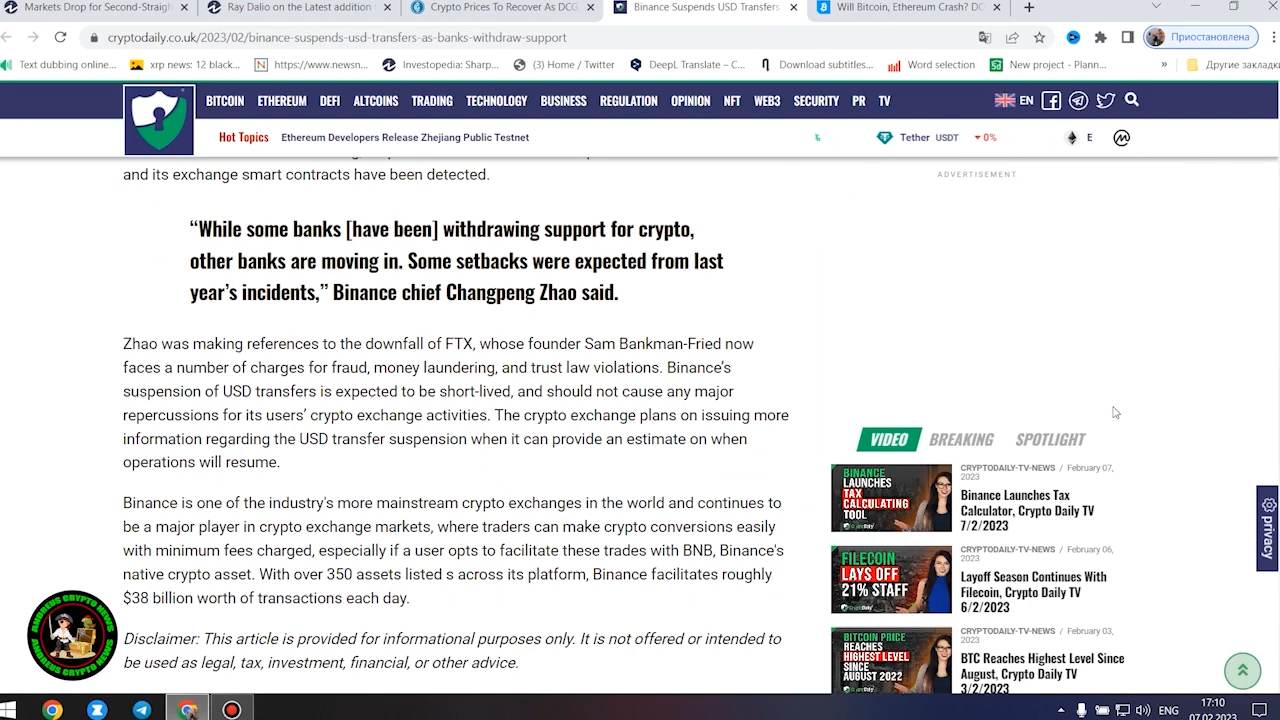 Markets Drop for Second-Straigh
Ray Dalio on the Latest addition
Crypto Prices To Recover As DCG
Binance Suspends USD Transfers
Will Bitcoin, Ethereum Crash? DC
cryptodaily.co.uk/2023/02/binance-suspends-usd-transfers-as-banks-withdraw-support
Приостановлена
Text dubbing online...
xrp news: 12 black...
https://www.newsn...
Investopedia: Sharp...
(3) Home / Twitter
DeepL Translate – C...
Download subtitles...
Word selection
New project - Plann...
»
Другие закладки
BITCOIN ETHEREUM DEFI ALTCOINS TRADING TECHNOLOGY BUSINESS REGULATION OPINION NFT WEB3 SECURITY PR TV
EN
Hot Topics
Ethereum Developers Release Zhejiang Public Testnet
Tether USDT 0%
E
and its exchange smart contracts have been detected.
ADVERTISEMENT
“While some banks [have been] withdrawing support for crypto,
other banks are moving in. Some setbacks were expected from last
year’s incidents,” Binance chief Changpeng Zhao said.
Zhao was making references to the downfall of FTX, whose founder Sam Bankman-Fried now
faces a number of charges for fraud, money laundering, and trust law violations. Binance’s
suspension of USD transfers is expected to be short-lived, and should not cause any major
repercussions for its users’ crypto exchange activities. The crypto exchange plans on issuing more
information regarding the USD transfer suspension when it can provide an estimate on when
operations will resume.
Binance is one of the industry's more mainstream crypto exchanges in the world and continues to
be a major player in crypto exchange markets, where traders can make crypto conversions easily
with minimum fees charged, especially if a user opts to facilitate these trades with BNB, Binance's
native crypto asset. With over 350 assets listed s across its platform, Binance facilitates roughly
$38 billion worth of transactions each day.
Disclaimer: This article is provided for informational purposes only. It is not offered or intended to
be used as legal, tax, investment, financial, or other advice.
VIDEO BREAKING SPOTLIGHT
BINANCE
LAUNCHES
TAX
CALCULATING
TOOL
CRYPTODAILY-TV-NEWS / February 07,
2023
Binance Launches Tax
Calculator, Crypto Daily TV
7/2/2023
FILECOIN
LAYS OFF
21% STAFF
CRYPTODAILY-TV-NEWS / February 06,
2023
Layoff Season Continues With
Filecoin, Crypto Daily TV
6/2/2023
BITCOIN PRICE
REACHES
HIGHEST LEVEL
SINCE
AUGUST 2022
CRYPTODAILY-TV-NEWS / February 03,
2023
BTC Reaches Highest Level Since
August, Crypto Daily TV
3/2/2023
privacy
ANDREUS CRYPTO NEWS
ANDREUS CRYPTO NEWS
ENG
17:10
07.02.2023